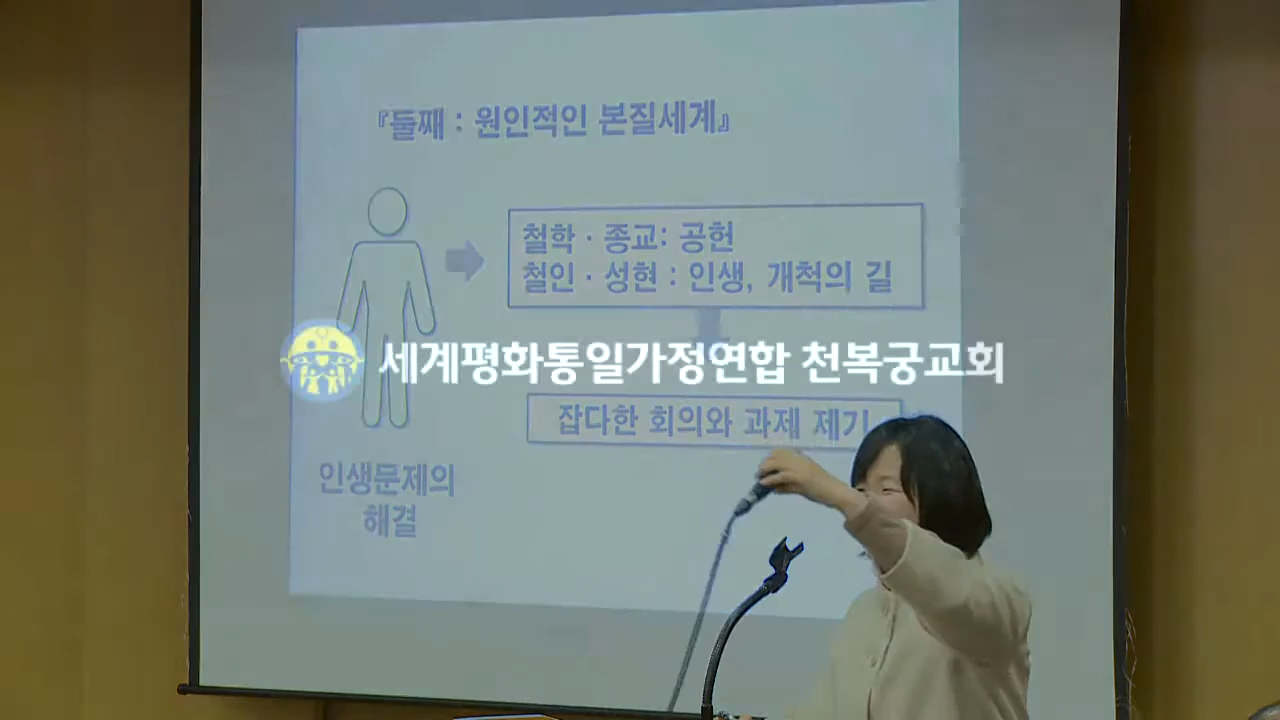 『둘째 : 원인적인 본질세계』
철학 · 종교: 공헌
철인 · 성현 : 인생, 개척의 길
세계평화통일가정연합 천복궁교회
잡다한 회의와 과제 제기
인생문제의
해결